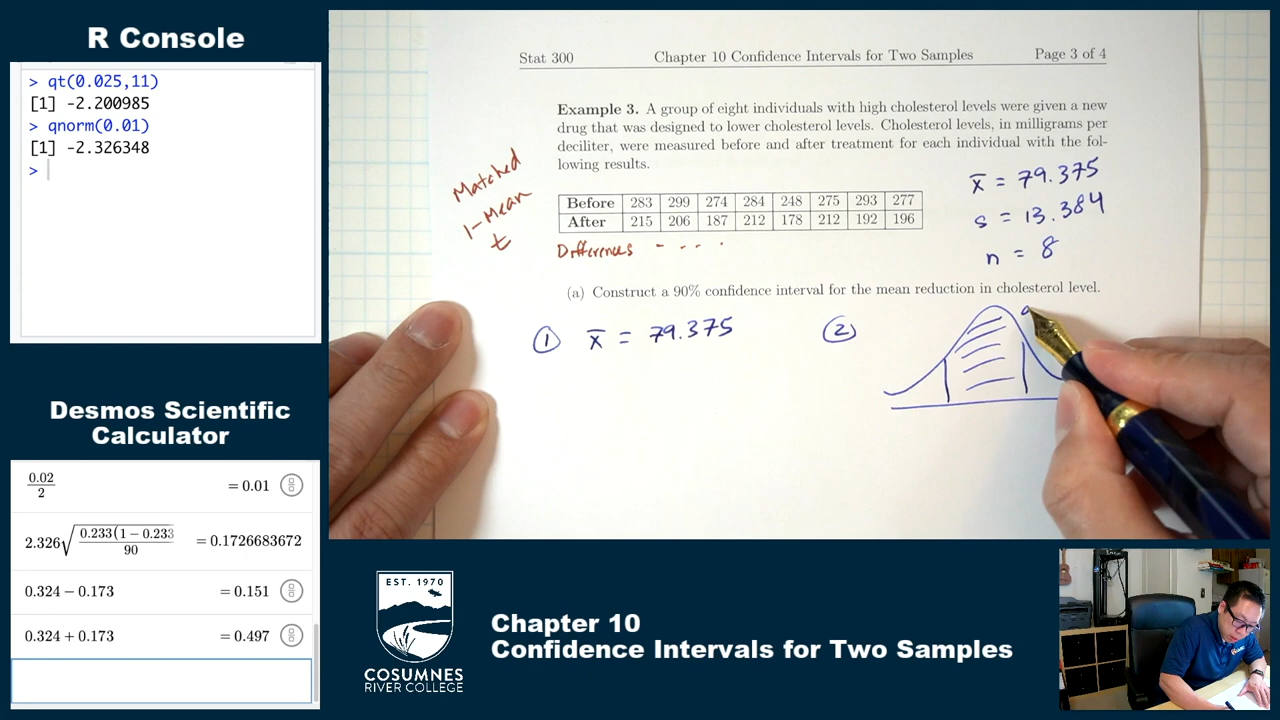 R Console
> qt(0.025,11)
[1] -2.200985
> qnorm(0.01)
[1] -2.326348
>
Desmos Scientific
Calculator
0.02
2
= 0.01
2.326√ 0.233(1 − 0.233
90
= 0.1726683672
0.324 − 0.173
= 0.151
0.324 + 0.173
= 0.497
Stat 300 Chapter 10 Confidence Intervals for Two Samples Page 3 of 4
Example 3. A group of eight individuals with high cholesterol levels were given a new
drug that was designed to lower cholesterol levels. Cholesterol levels, in milligrams per
deciliter, were measured before and after treatment for each individual with the fol-
lowing results.
Matched
1-Mean
t
Before 283 299 274 284 248 275 293 277
After 215 206 187 212 178 212 192 196
Differences - - - .
x̄ = 79.375
s = 13.384
n = 8
(a) Construct a 90% confidence interval for the mean reduction in cholesterol level.
① x̄ = 79.375
②
EST. 1970
COSUMNES
RIVER COLLEGE
Chapter 10
Confidence Intervals for Two Samples